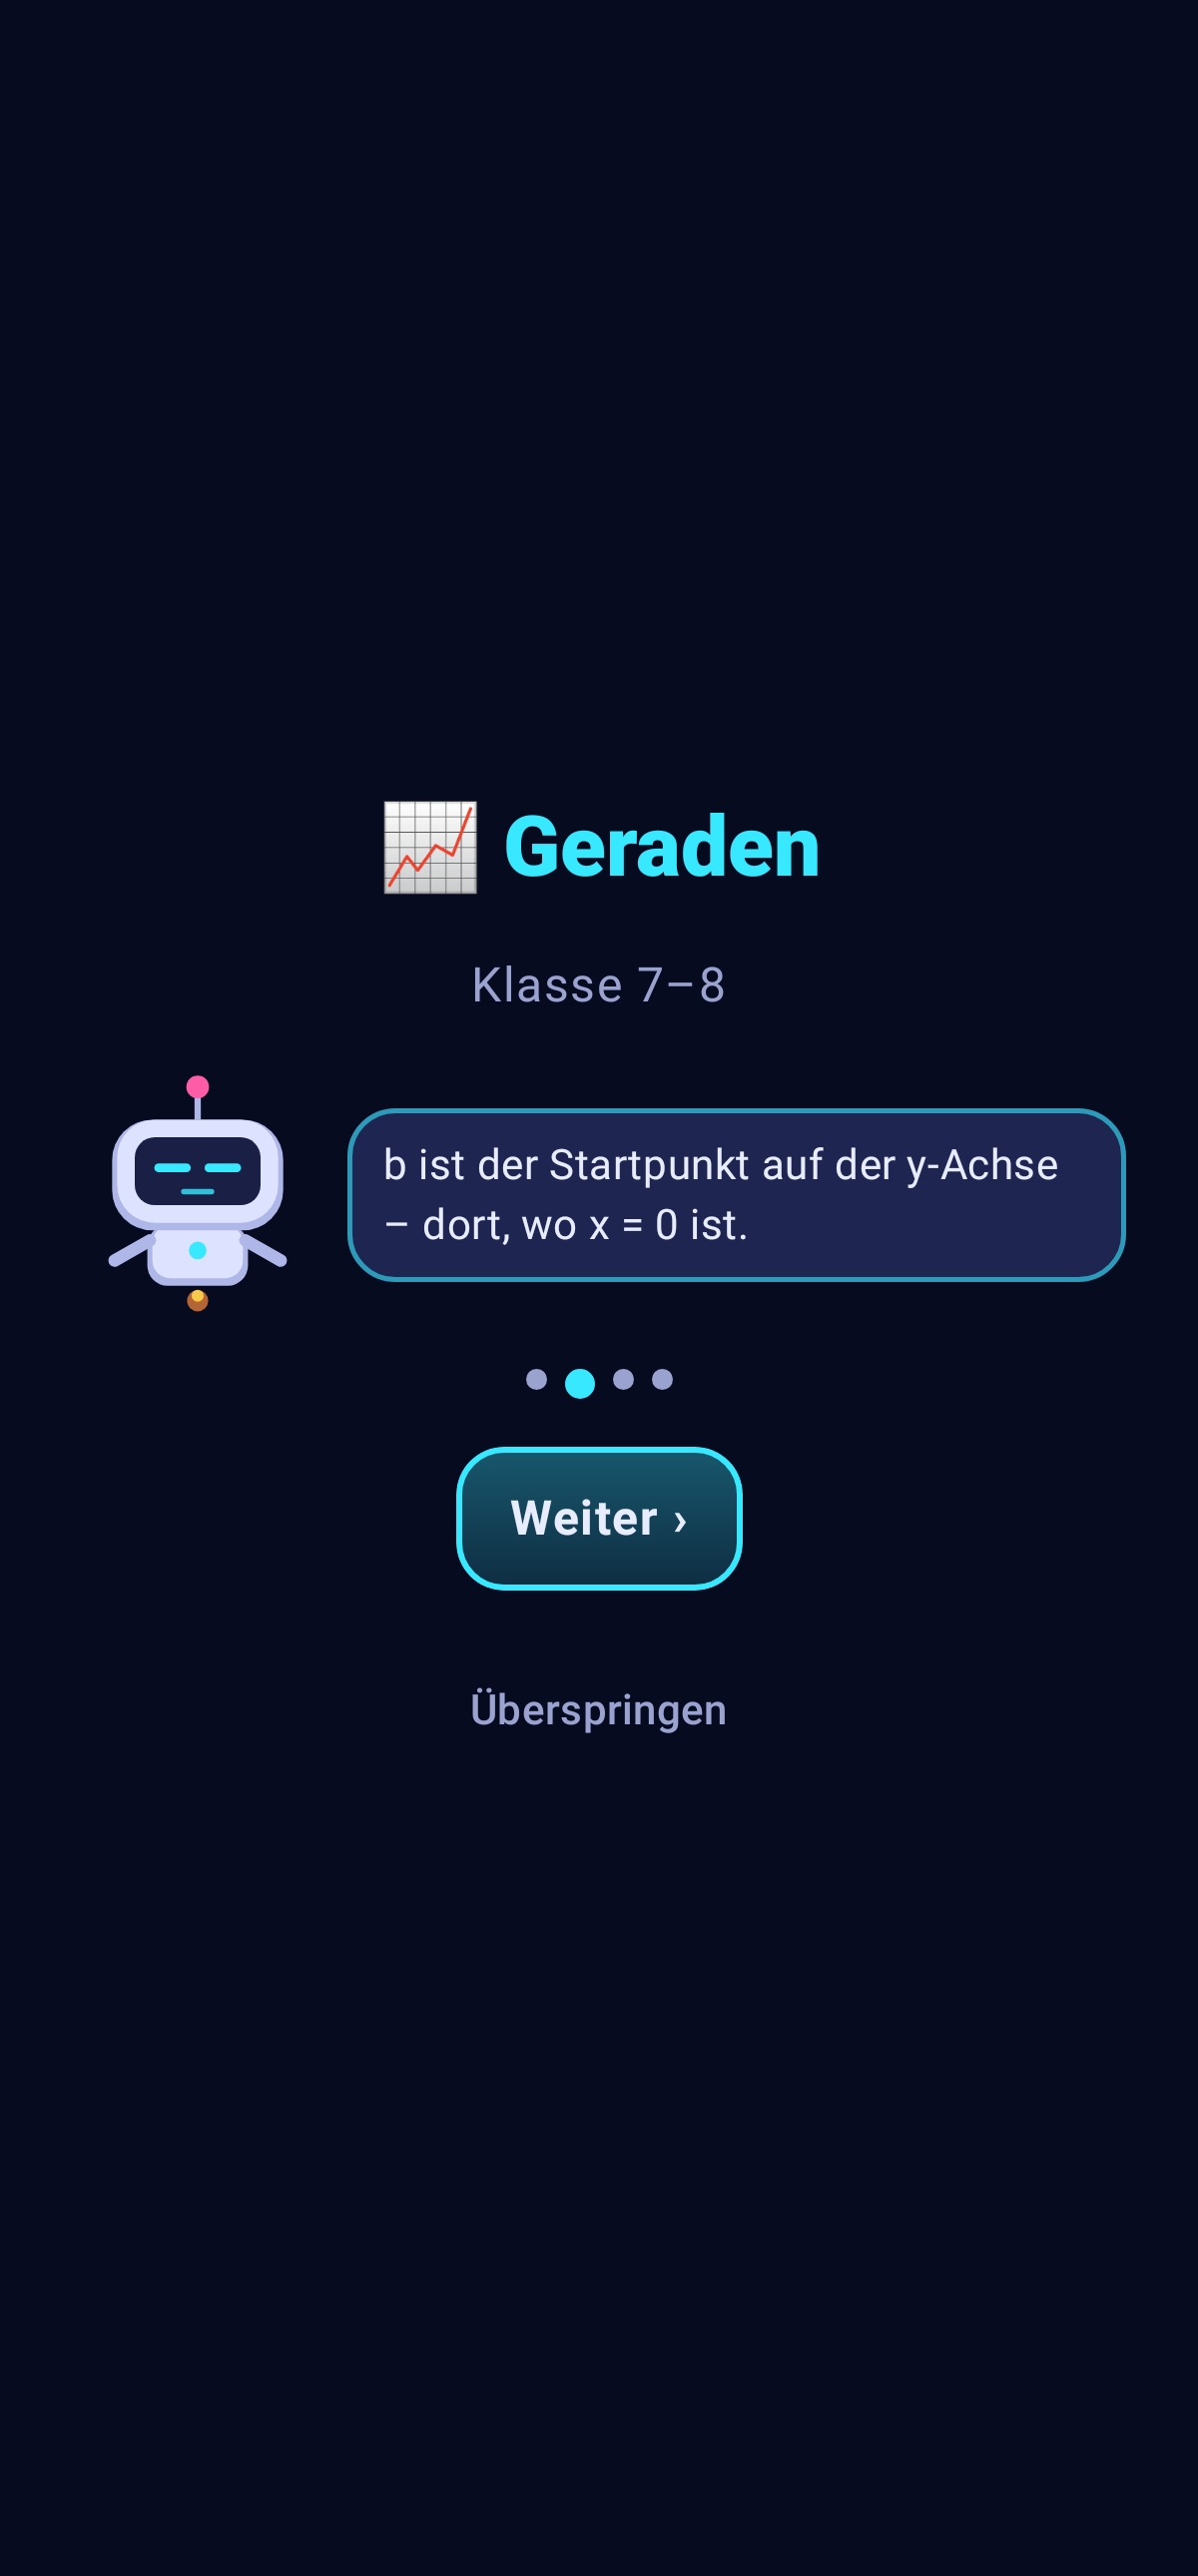 📈 Geraden
Klasse 7–8
b ist der Startpunkt auf der y-Achse
– dort, wo x = 0 ist.
Weiter ›
Überspringen